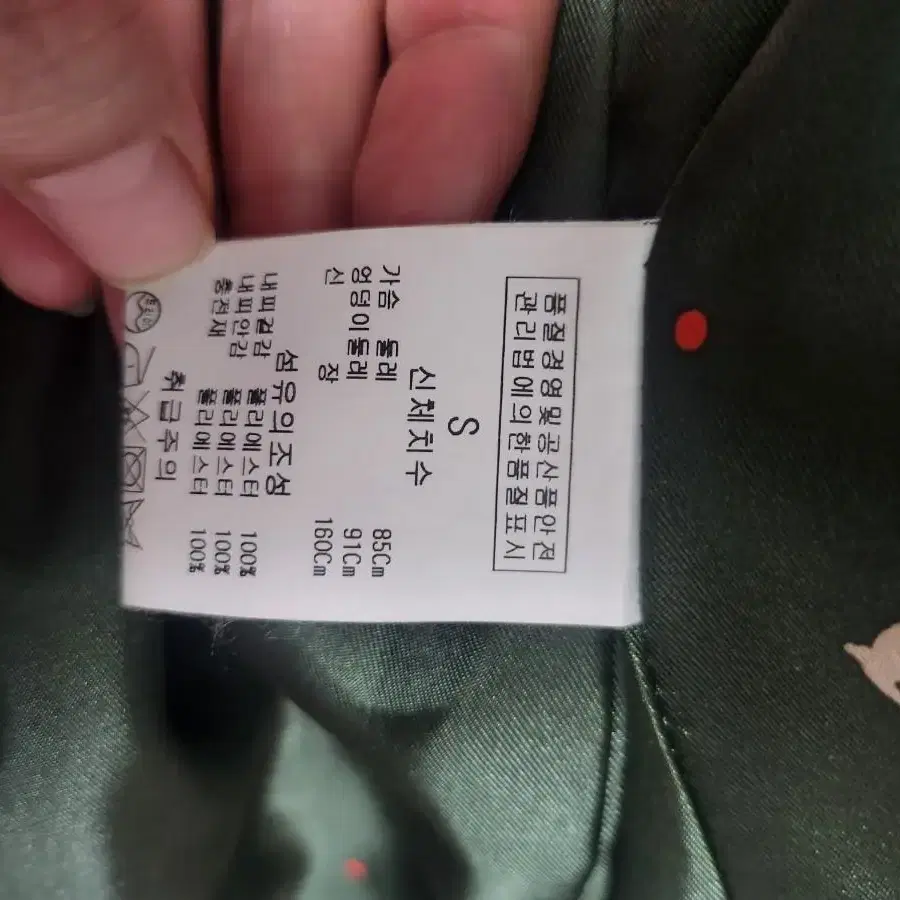 품질경영및공산품안전
관리법에의한품질표시
S
신체치수
가슴 둘레 85Cm
엉덩이둘레 91Cm
신 장 160Cm
섬유의조성
내피겉감 폴리에스터 100%
내피안감 폴리에스터 100%
충전재 폴리에스터 100%
취급주의